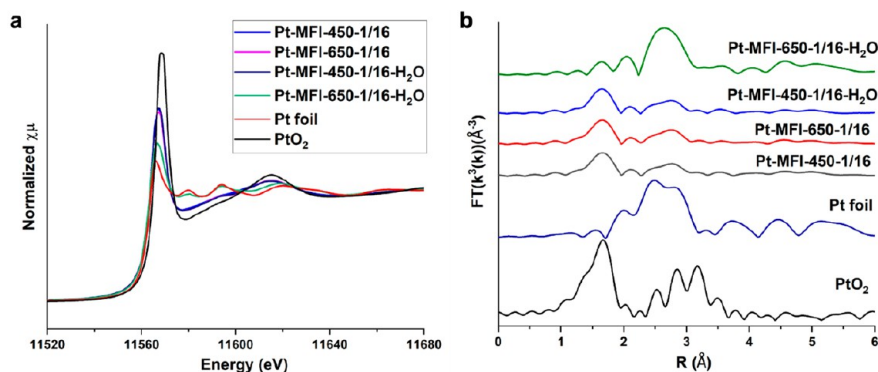 a
Pt-MFI-450-1/16
Pt-MFI-650-1/16
Pt-MFI-450-1/16-H₂O
Pt-MFI-650-1/16-H₂O
Pt foil
PtO₂
Normalized χμ
11520 11560 11600 11640 11680
Energy (eV)
b
Pt-MFI-650-1/16-H₂O
Pt-MFI-450-1/16-H₂O
Pt-MFI-650-1/16
Pt-MFI-450-1/16
Pt foil
PtO₂
FT(k³(k))(Å⁻³)
0 1 2 3 4 5 6
R (Å)